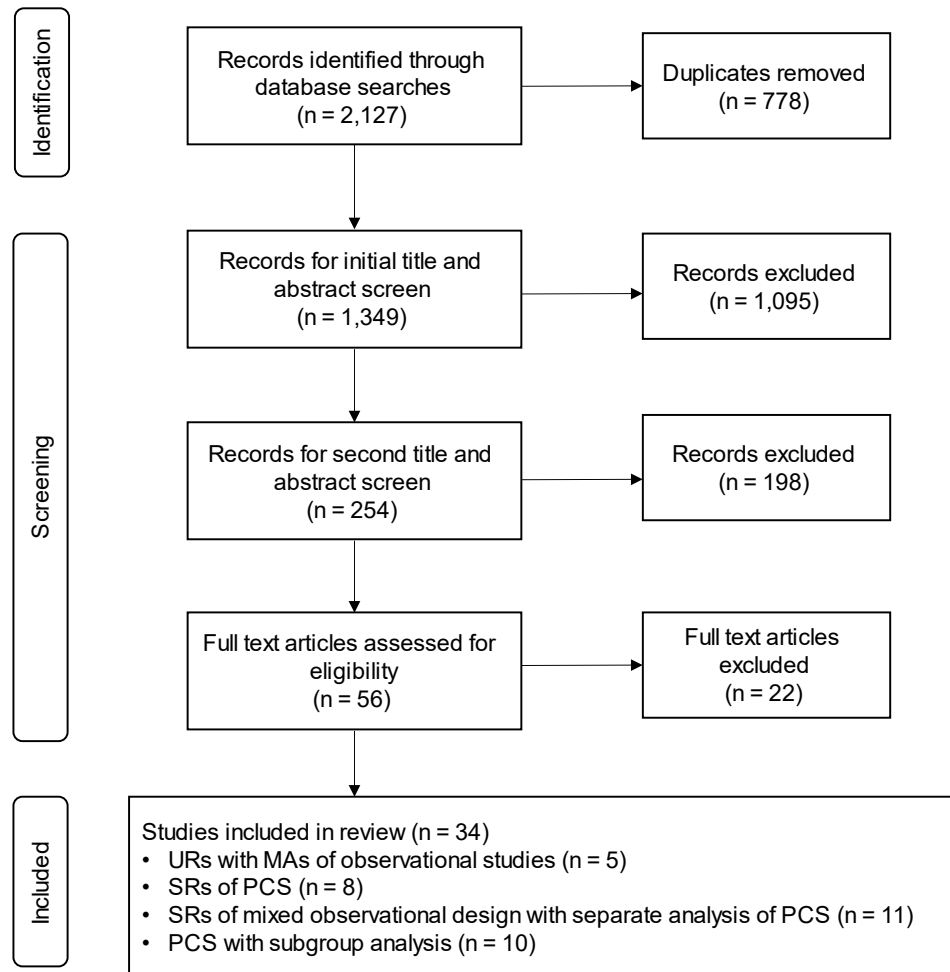 Identification
Records identified through
database searches
(n = 2,127)
Duplicates removed
(n = 778)
Screening
Records for initial title and
abstract screen
(n = 1,349)
Records excluded
(n = 1,095)
Records for second title and
abstract screen
(n = 254)
Records excluded
(n = 198)
Full text articles assessed for
eligibility
(n = 56)
Full text articles
excluded
(n = 22)
Included
Studies included in review (n = 34)
• URs with MAs of observational studies (n = 5)
• SRs of PCS (n = 8)
• SRs of mixed observational design with separate analysis of PCS (n = 11)
• PCS with subgroup analysis (n = 10)